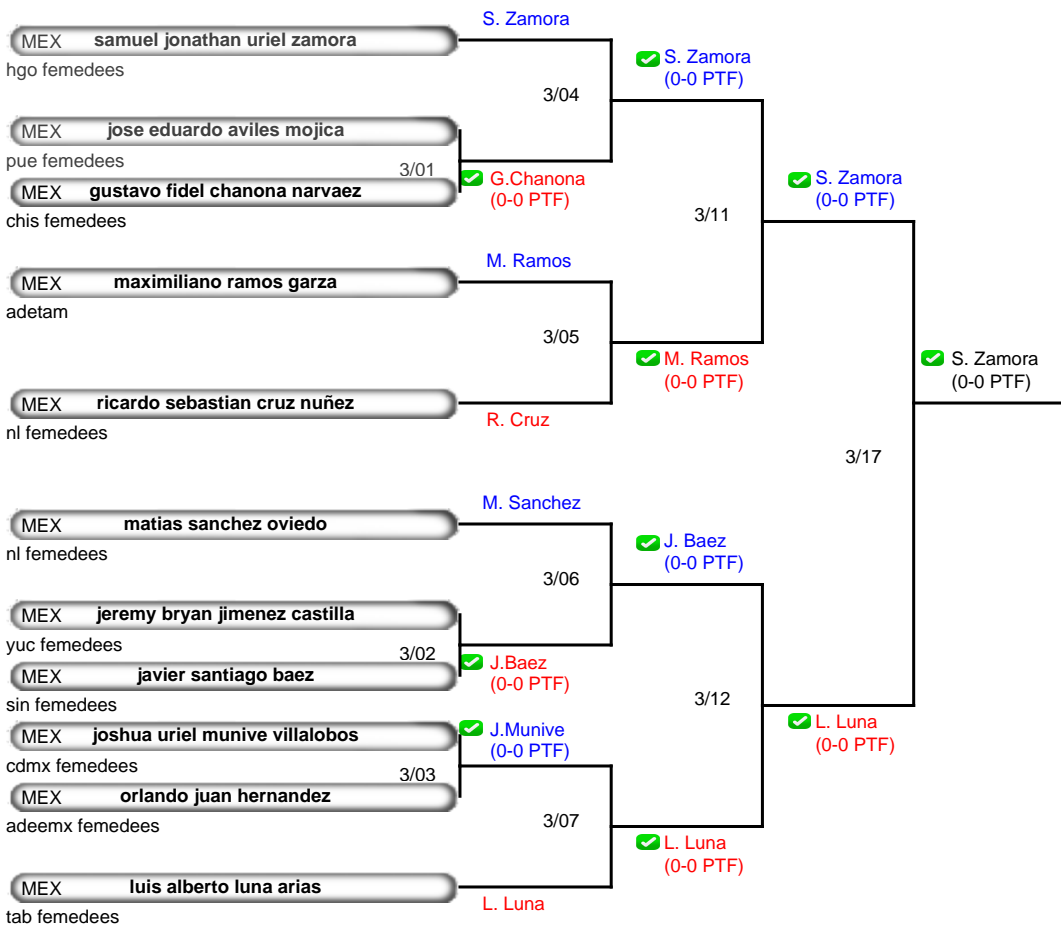 S. Zamora
MEX samuel jonathan uriel zamora
hgo femedees
S. Zamora
(0-0 PTF)
3/04
MEX jose eduardo aviles mojica
pue femedees
3/01
G.Chanona
(0-0 PTF)
MEX gustavo fidel chanona narvaez
chis femedees
S. Zamora
(0-0 PTF)
3/11
M. Ramos
MEX maximiliano ramos garza
adetam
3/05
M. Ramos
(0-0 PTF)
S. Zamora
(0-0 PTF)
MEX ricardo sebastian cruz nuñez
R. Cruz
nl femedees
3/17
M. Sanchez
MEX matias sanchez oviedo
nl femedees
J. Baez
(0-0 PTF)
3/06
MEX jeremy bryan jimenez castilla
yuc femedees
3/02
J.Baez
(0-0 PTF)
MEX javier santiago baez
sin femedees
3/12
L. Luna
(0-0 PTF)
J.Munive
(0-0 PTF)
MEX joshua uriel munive villalobos
cdmx femedees
3/03
MEX orlando juan hernandez
adeemx femedees
3/07
L. Luna
(0-0 PTF)
MEX luis alberto luna arias
L. Luna
tab femedees